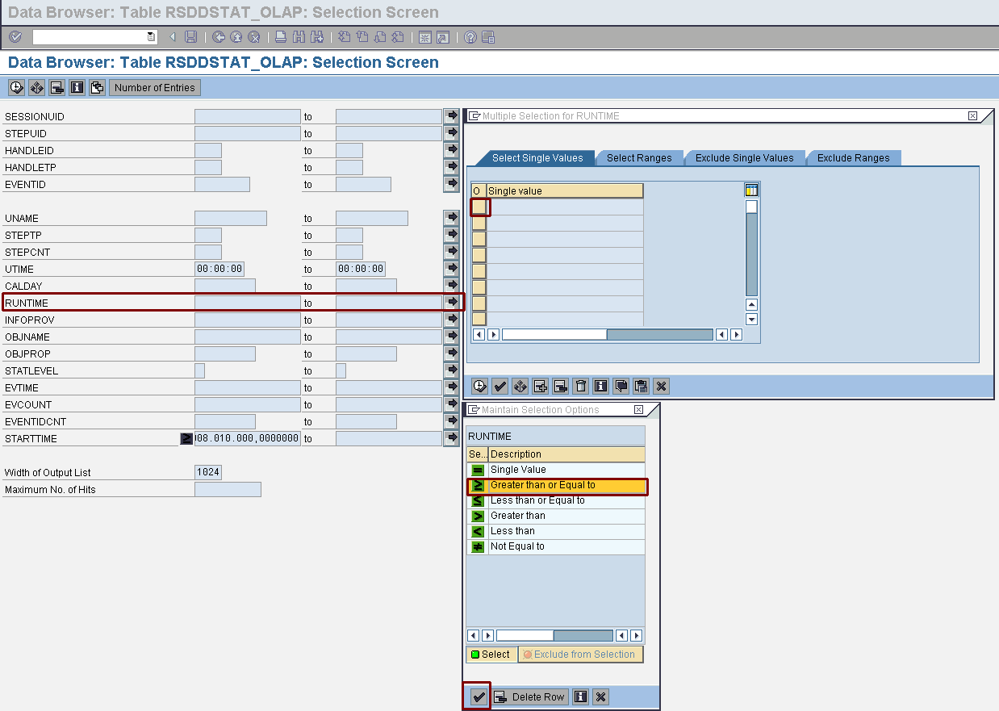 Data Browser: Table RSDDSTAT_OLAP: Selection Screen
Data Browser: Table RSDDSTAT_OLAP: Selection Screen
Number of Entries
SESSIONUID to
STEPUID to
HANDLEID to
HANDLETP to
EVENTID to
UNAME to
STEPTP to
STEPCNT to
UTIME 00:00:00 to 00:00:00
CALDAY to
RUNTIME to
INFOPROV to
OBJNAME to
OBJPROP to
STATLEVEL to
EVTIME to
EVCOUNT to
EVENTIDCNT to
STARTTIME ≥ 08.010.000,0000000 to
Width of Output List 1024
Maximum No. of Hits
Multiple Selection for RUNTIME
Select Single Values Select Ranges Exclude Single Values Exclude Ranges
O Single value
Maintain Selection Options
RUNTIME
Se.. Description
= Single Value
≥ Greater than or Equal to
≤ Less than or Equal to
> Greater than
< Less than
≠ Not Equal to
Select Exclude from Selection
Delete Row